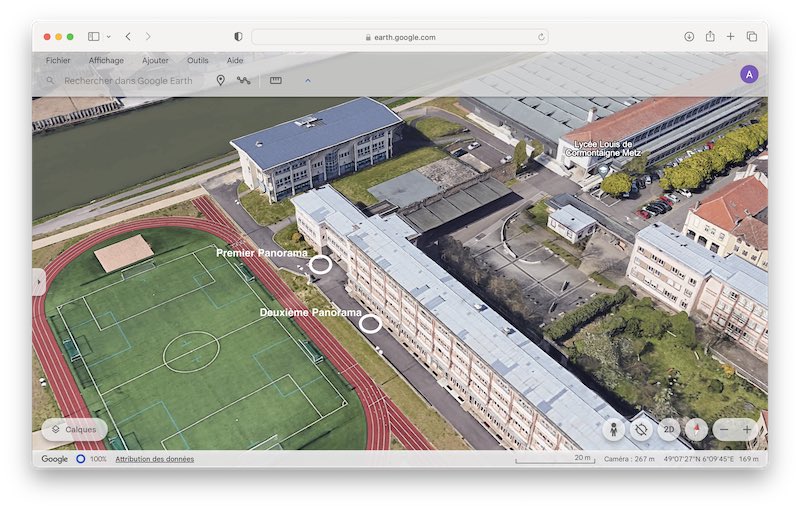 earth.google.com
Fichier Affichage Ajouter Outils Aide
Rechercher dans Google Earth
A
Lycée Louis de
Cormontaigne Metz
Premier Panorama
Deuxième Panorama
Calques
2D
Google 100% Attribution des données 20 m Caméra : 267 m 49°07'27"N 6°09'45"E 169 m